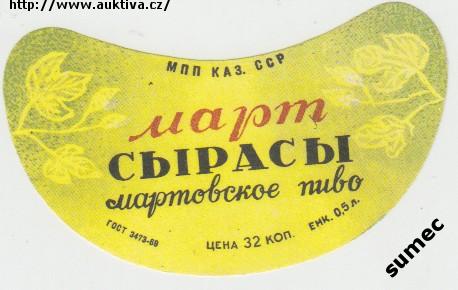 http://www.auktiva.cz/
МПП КАЗ. ССР
март
СЫРАСЫ
мартовское пиво
ГОСТ 3473-69 ЦЕНА 32 КОП. ЕМК. 0,5 л.
sumec